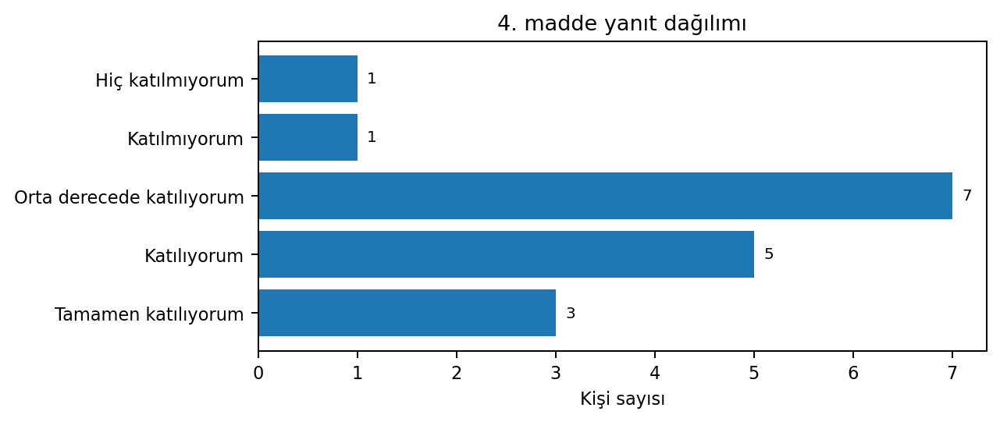 4. madde yanıt dağılımı
Hiç katılmıyorum 1
Katılmıyorum 1
Orta derecede katılıyorum 7
Katılıyorum 5
Tamamen katılıyorum 3
0 1 2 3 4 5 6 7
Kişi sayısı